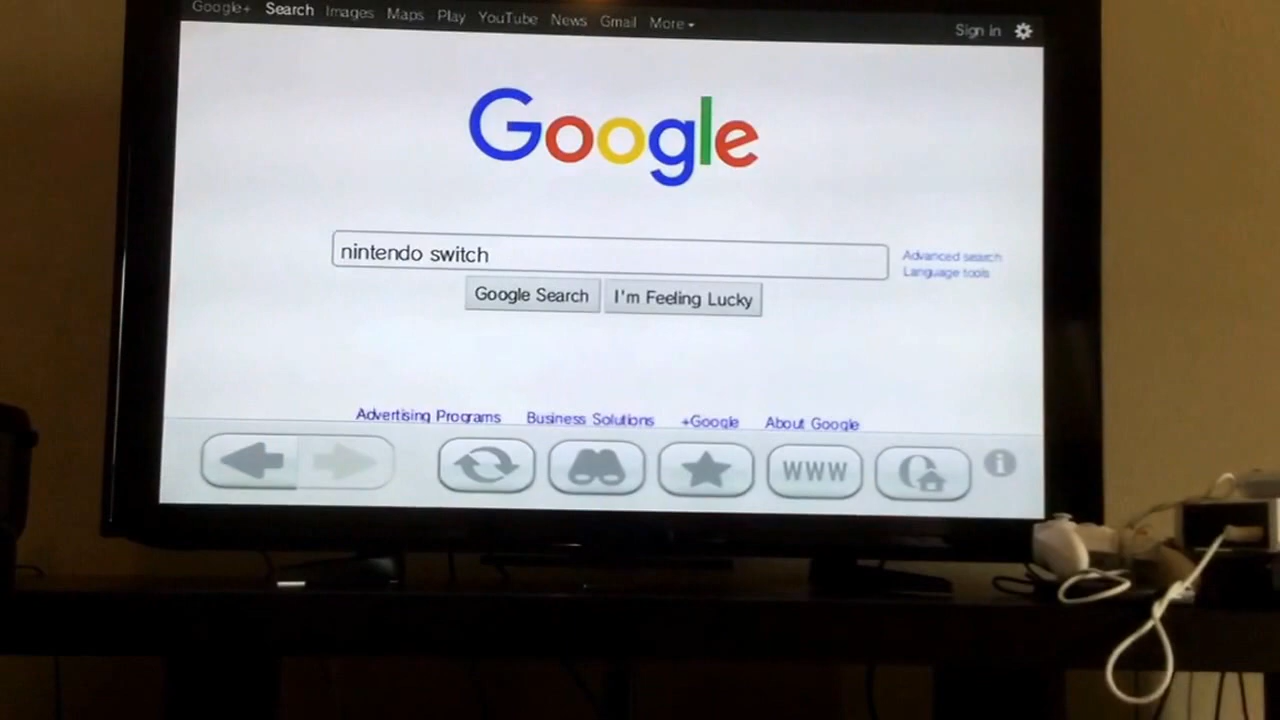 Google+ Search Images Maps Play YouTube News Gmail More
Sign in
Google
nintendo switch
Advanced search
Language tools
Google Search I'm Feeling Lucky
Advertising Programs Business Solutions +Google About Google
WWW